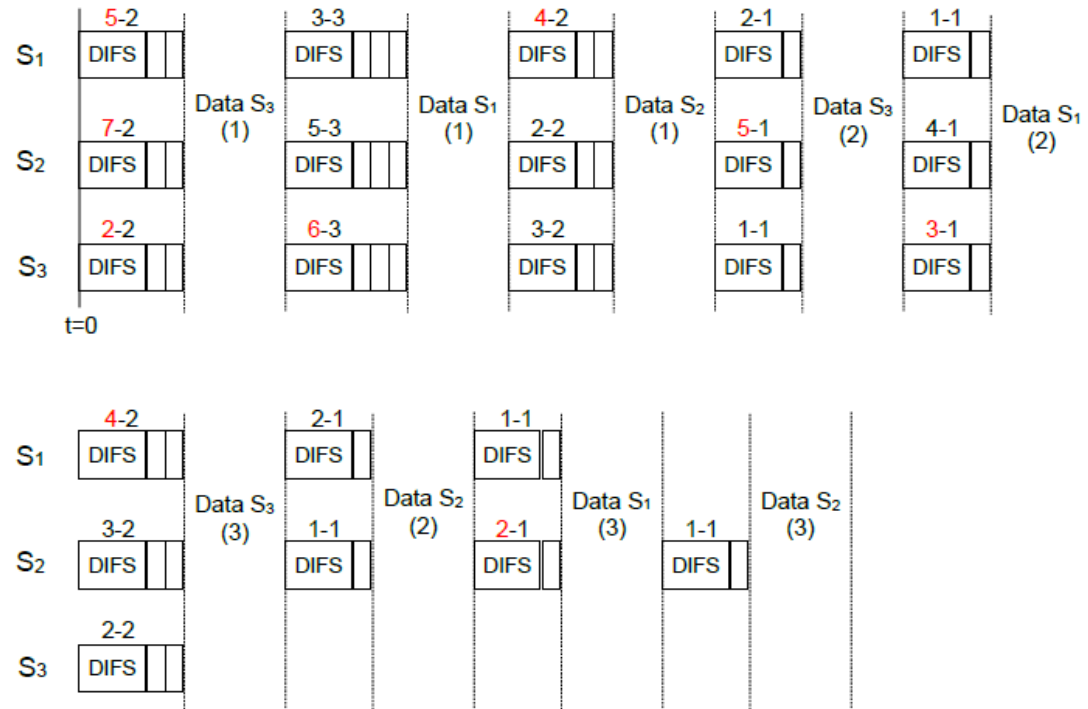 5-2 3-3 4-2 2-1 1-1
S₁ DIFS DIFS DIFS DIFS DIFS
Data S₃ Data S₁ Data S₂ Data S₃ Data S₁
(1) (1) (1) (2) (2)
7-2 5-3 2-2 5-1 4-1
S₂ DIFS DIFS DIFS DIFS DIFS
2-2 6-3 3-2 1-1 3-1
S₃ DIFS DIFS DIFS DIFS DIFS
t=0
4-2 2-1 1-1
S₁ DIFS DIFS DIFS
Data S₃ Data S₂ Data S₁ Data S₂
(3) (2) (3) (3)
3-2 1-1 2-1 1-1
S₂ DIFS DIFS DIFS DIFS
2-2
S₃ DIFS